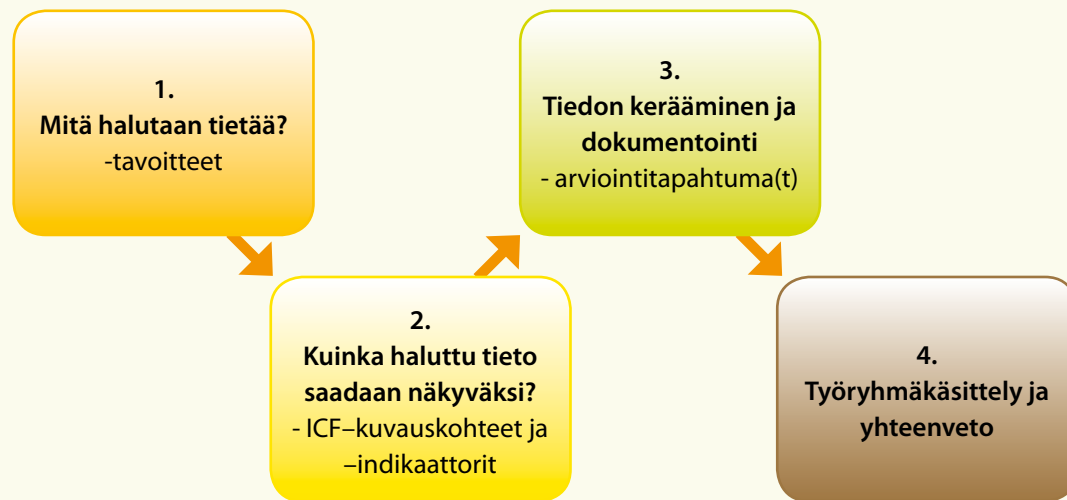 1.
Mitä halutaan tietää?
-tavoitteet
2.
Kuinka haluttu tieto
saadaan näkyväksi?
- ICF–kuvauskohteet ja
–indikaattorit
3.
Tiedon kerääminen ja
dokumentointi
- arviointitapahtuma(t)
4.
Työryhmäkäsittely ja
yhteenveto